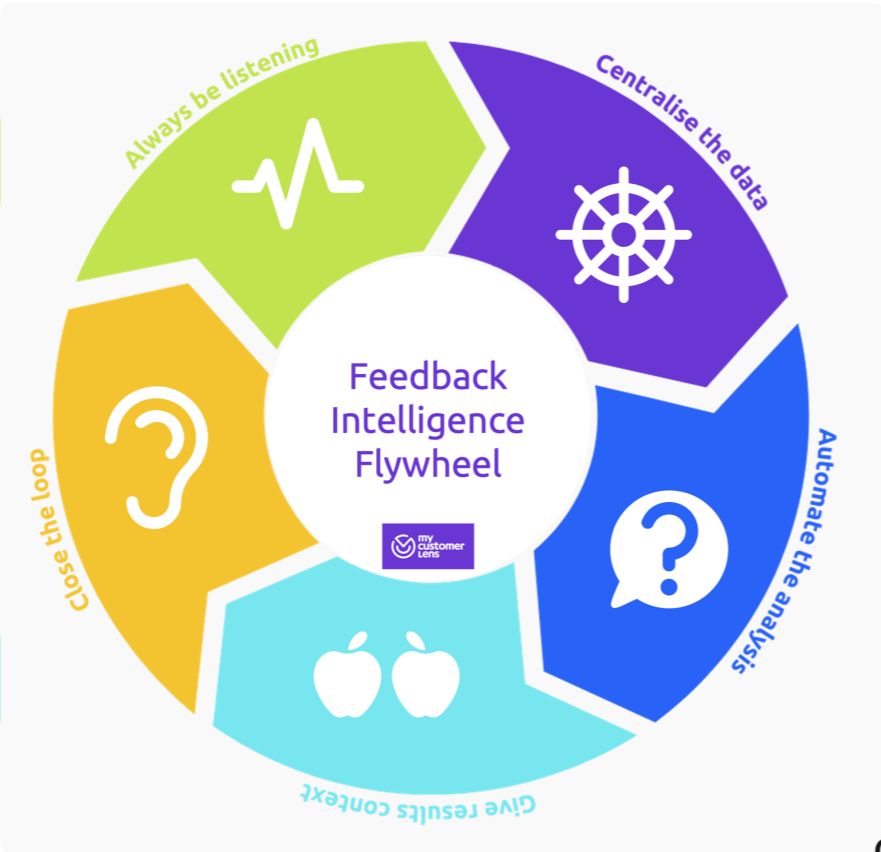 Always be listening
Centralise the data
Automate the analysis
Give results context
Close the loop
Feedback
Intelligence
Flywheel
my
customer
Lens
?